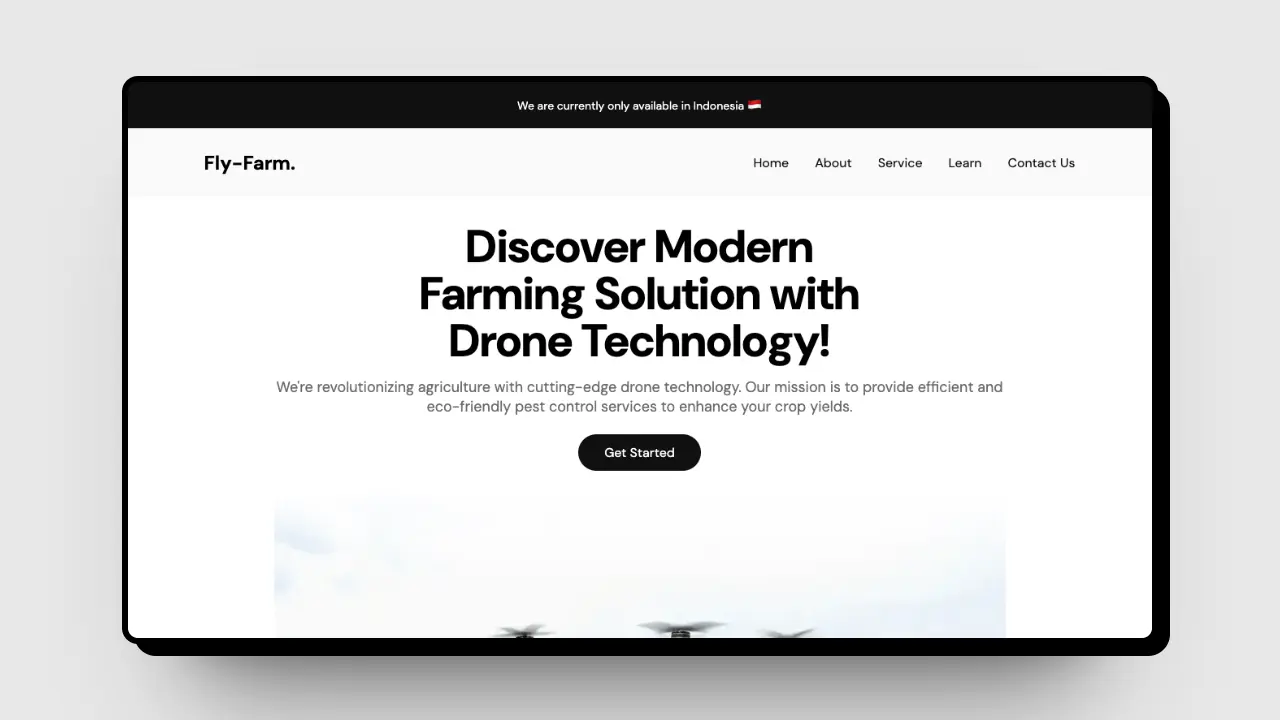 We are currently only available in Indonesia 🇮🇩
Fly-Farm.
Home About Service Learn Contact Us
Discover Modern
Farming Solution with
Drone Technology!
We're revolutionizing agriculture with cutting-edge drone technology. Our mission is to provide efficient and
eco-friendly pest control services to enhance your crop yields.
Get Started